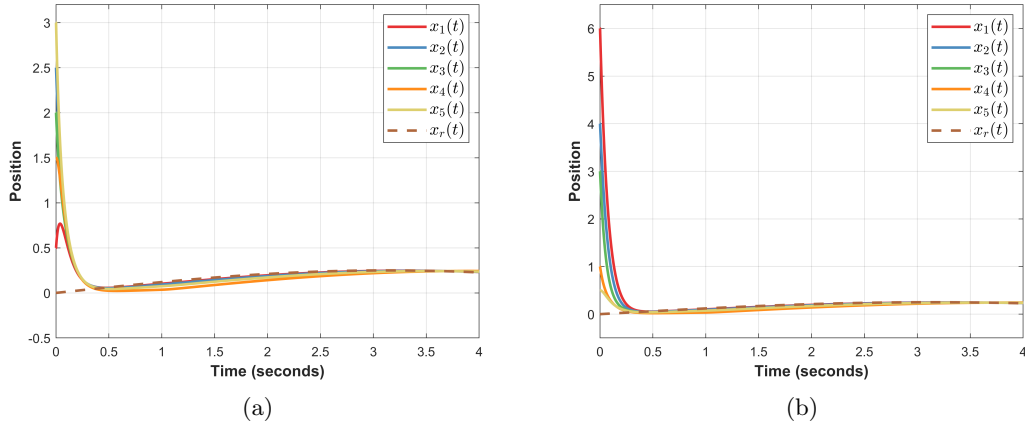 3
2.5
2
1.5
1
0.5
0
-0.5
0 0.5 1 1.5 2 2.5 3 3.5 4
Position
Time (seconds)
x₁(t)
x₂(t)
x₃(t)
x₄(t)
x₅(t)
xᵣ(t)
(a)
6
5
4
3
2
1
0
0 0.5 1 1.5 2 2.5 3 3.5 4
Position
Time (seconds)
x₁(t)
x₂(t)
x₃(t)
x₄(t)
x₅(t)
xᵣ(t)
(b)